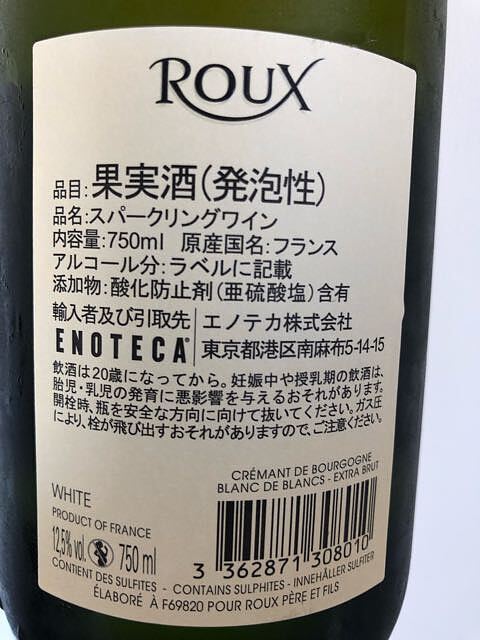 ROUX
品目:果実酒(発泡性)
品名:スパークリングワイン
内容量:750ml 原産国名:フランス
アルコール分:ラベルに記載
添加物:酸化防止剤(亜硫酸塩)含有
輸入者及び引取先 エノテカ株式会社
ENOTECA® 東京都港区南麻布5-14-15
飲酒は20歳になってから。妊娠中や授乳期の飲酒は、
胎児・乳児の発育に悪影響を与えるおそれがあります。
開栓時、瓶を安全な方向に向けて抜いてください。ガス圧
により、栓が飛び出すおそれがありますので、ご注意ください。
CRÉMANT DE BOURGOGNE
BLANC DE BLANCS - EXTRA BRUT
WHITE
PRODUCT OF FRANCE
12,5% vol. 750 ml
3 362871 308010
CONTIENT DES SULFITES - CONTAINS SULPHITES - INNEHÅLLER SULFITER
ÉLABORÉ À F69820 POUR ROUX PÈRE ET FILS